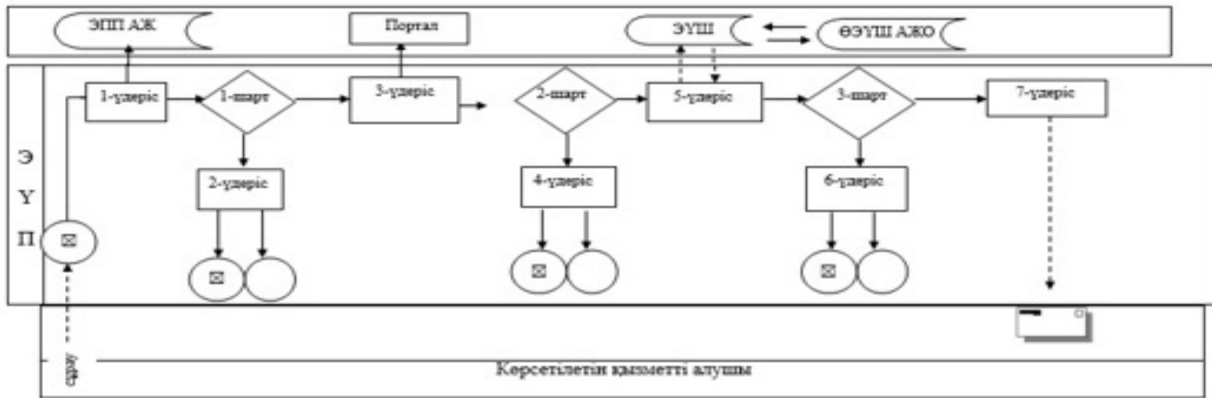 ЭПП АЖ
Портал
ЭҮШ
ӨЭҮШ АЖО
1-үдеріс
1-шарт
3-үдеріс
2-шарт
5-үдеріс
3-шарт
7-үдеріс
2-үдеріс
4-үдеріс
6-үдеріс
Э
Ү
П
сұрау
Көрсетілетін қызметті алушы